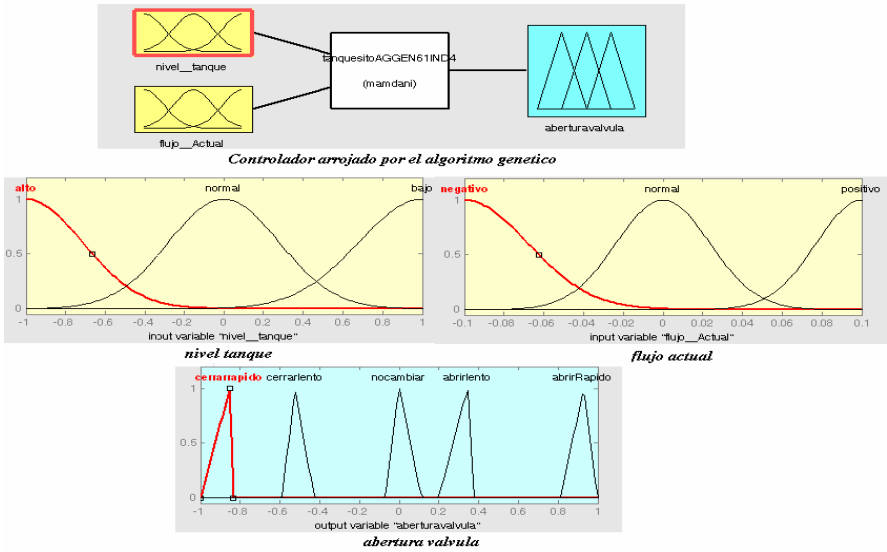 nivel__tanque
flujo__Actual
tanquesitoAGGEN61IND4
(mamdani)
aberturavalvula
Controlador arrojado por el algoritmo genetico
alto normal bajo
1
0.5
0
-1 -0.8 -0.6 -0.4 -0.2 0 0.2 0.4 0.6 0.8 1
input variable "nivel__tanque"
nivel tanque
negativo normal positivo
1
0.5
0
-0.1 -0.08 -0.06 -0.04 -0.02 0 0.02 0.04 0.06 0.08 0.1
input variable "flujo__Actual"
flujo actual
cerrarrapido cerrarlento nocambiar abrirlento abrirRapido
1
0.5
0
-1 -0.8 -0.6 -0.4 -0.2 0 0.2 0.4 0.6 0.8 1
output variable "aberturavalvula"
abertura valvula